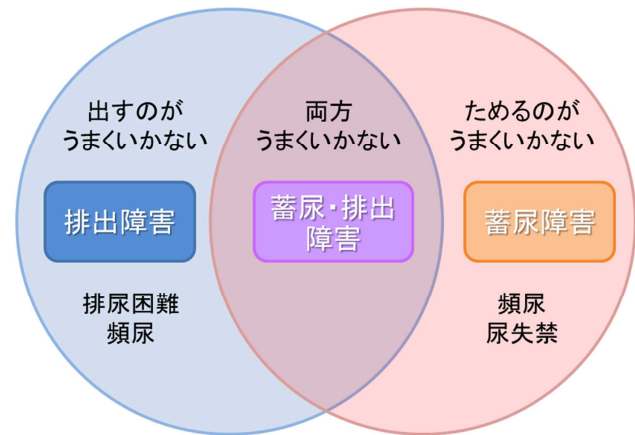 出すのが
うまくいかない
排出障害
排尿困難
頻尿
両方
うまくいかない
蓄尿・排出
障害
ためるのが
うまくいかない
蓄尿障害
頻尿
尿失禁